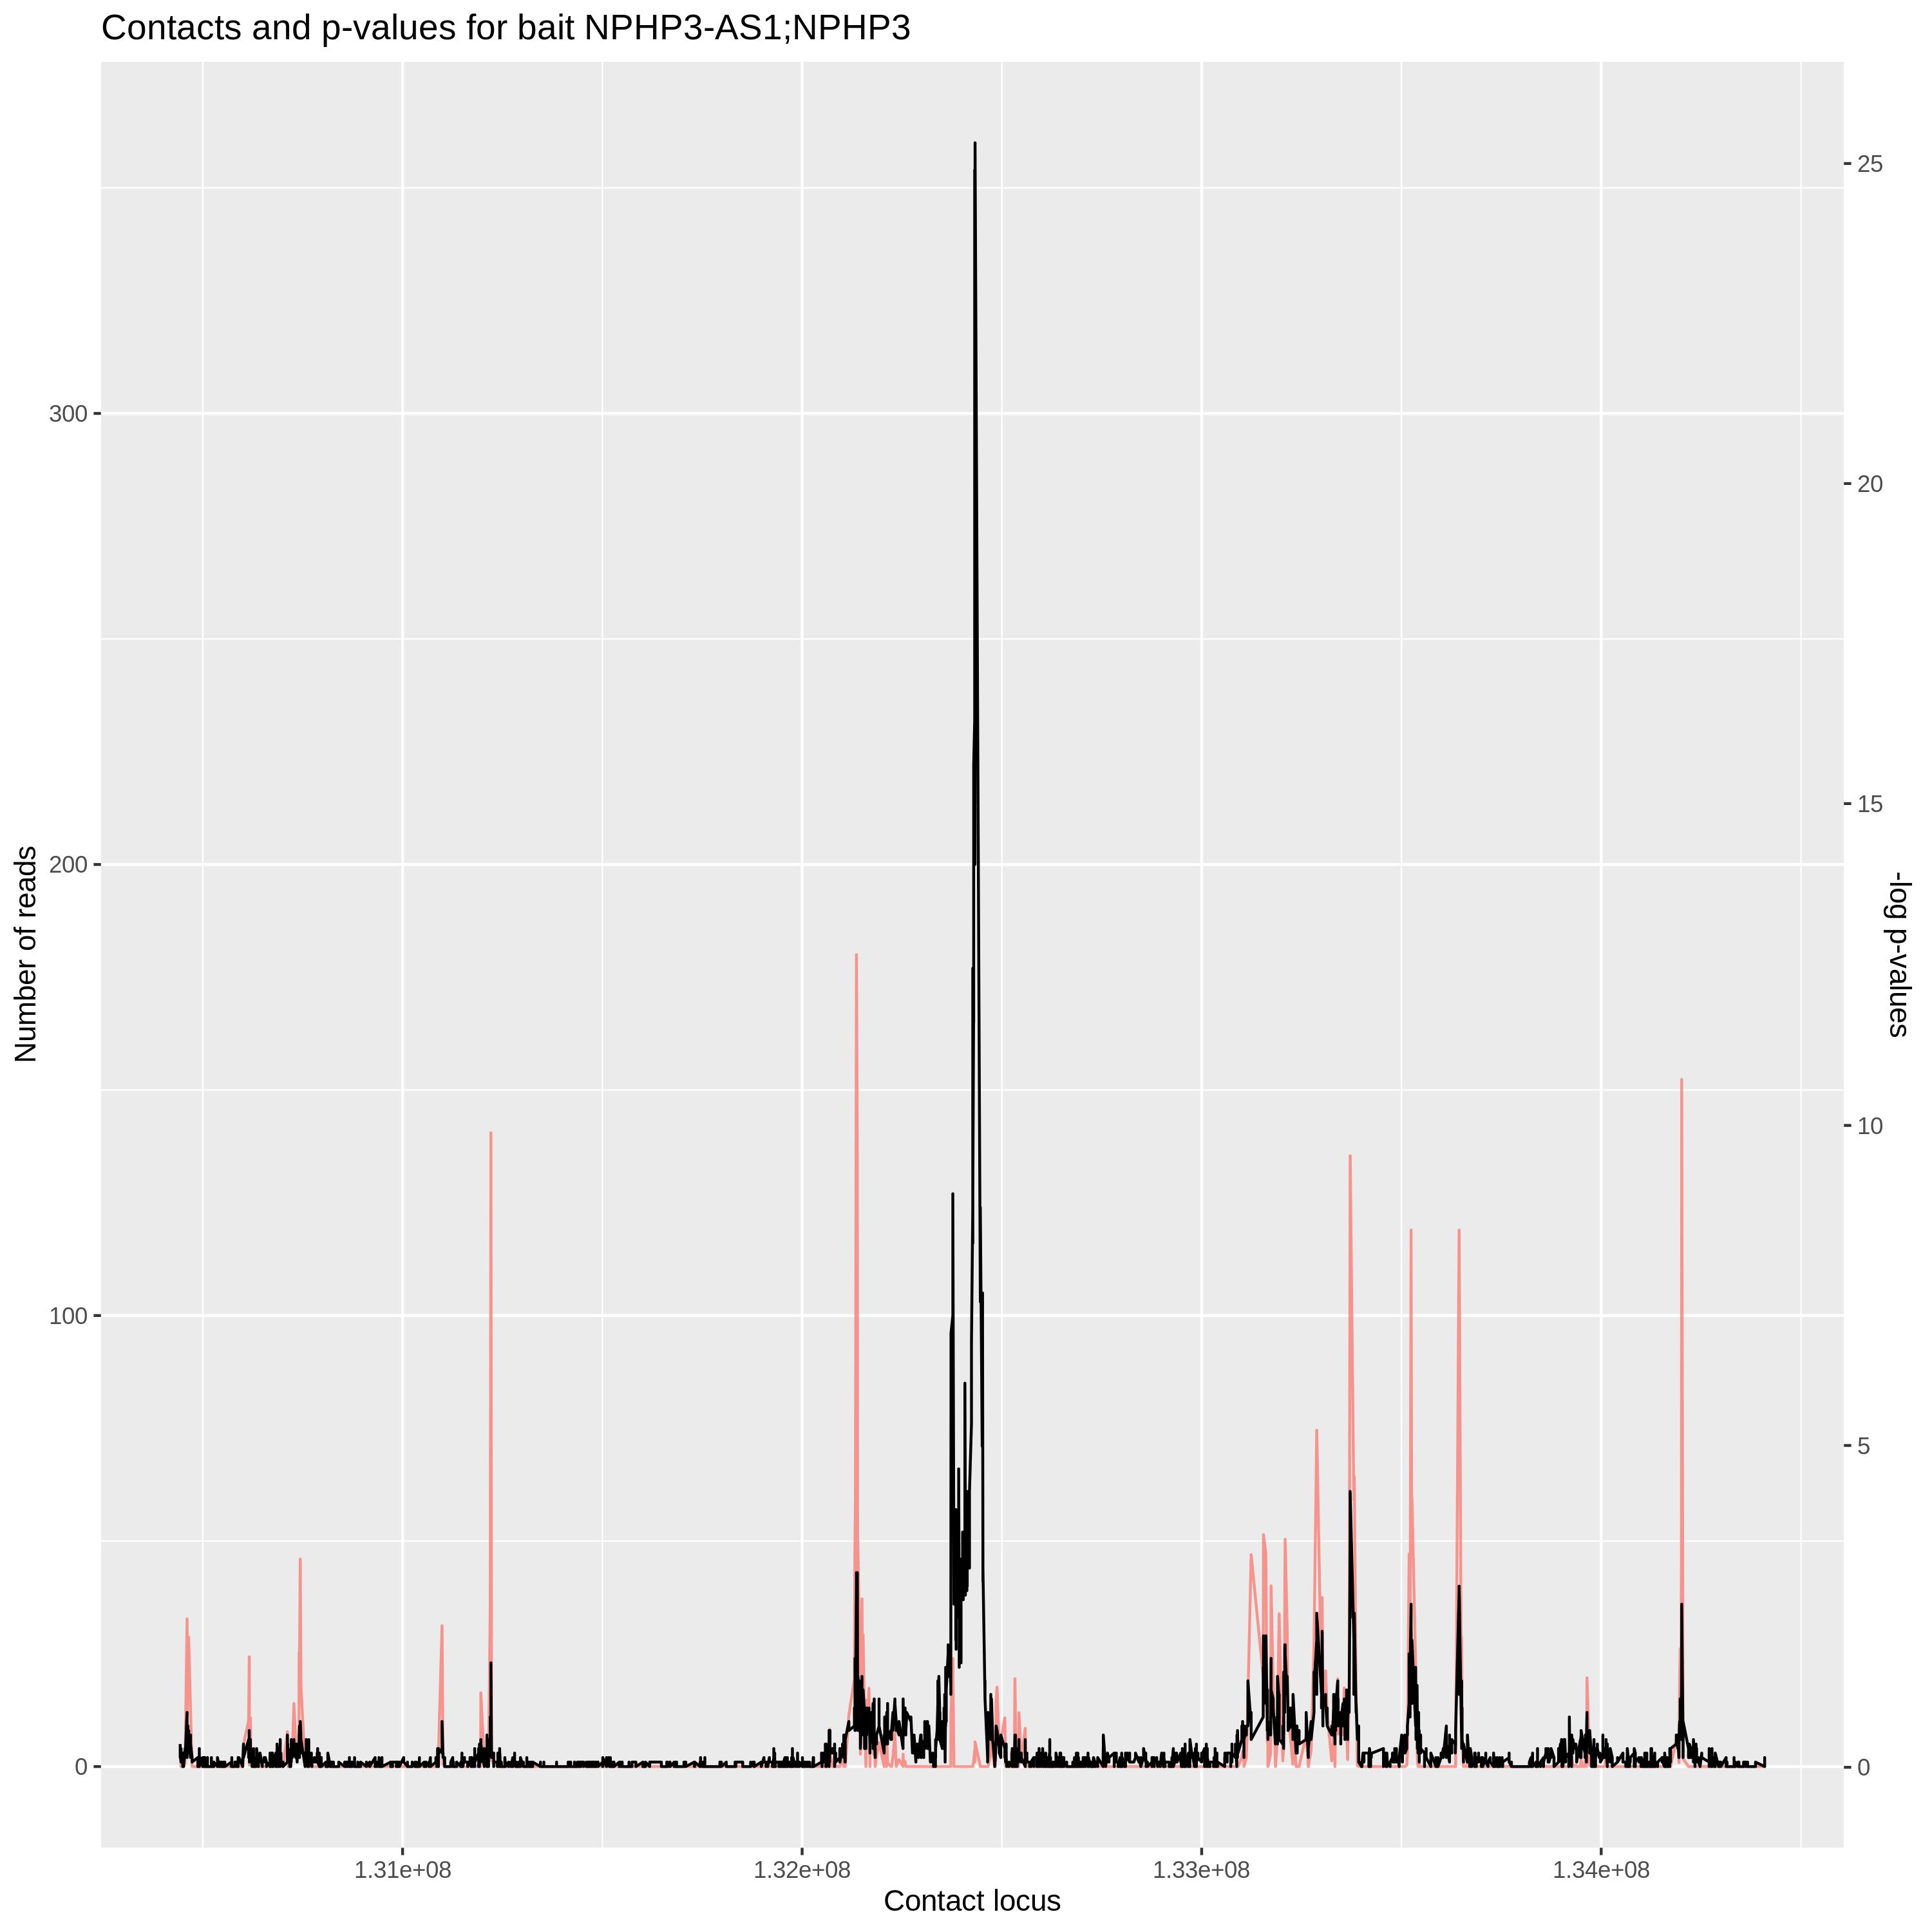 Contacts and p-values for bait NPHP3-AS1;NPHP3
Number of reads
300
200
100
0
25
20
15
10
5
0
-log p-values
1.31e+08
1.32e+08
1.33e+08
1.34e+08
Contact locus